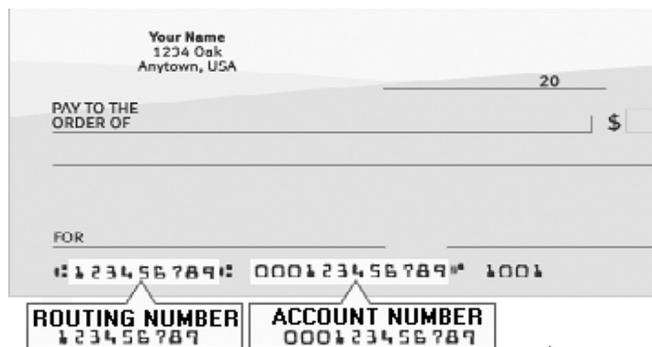 Your Name
1234 Oak
Anytown, USA
20
PAY TO THE
ORDER OF
$
FOR
⑆123456789⑆ 000123456789⑈ 1001
ROUTING NUMBER
123456789
ACCOUNT NUMBER
000123456789